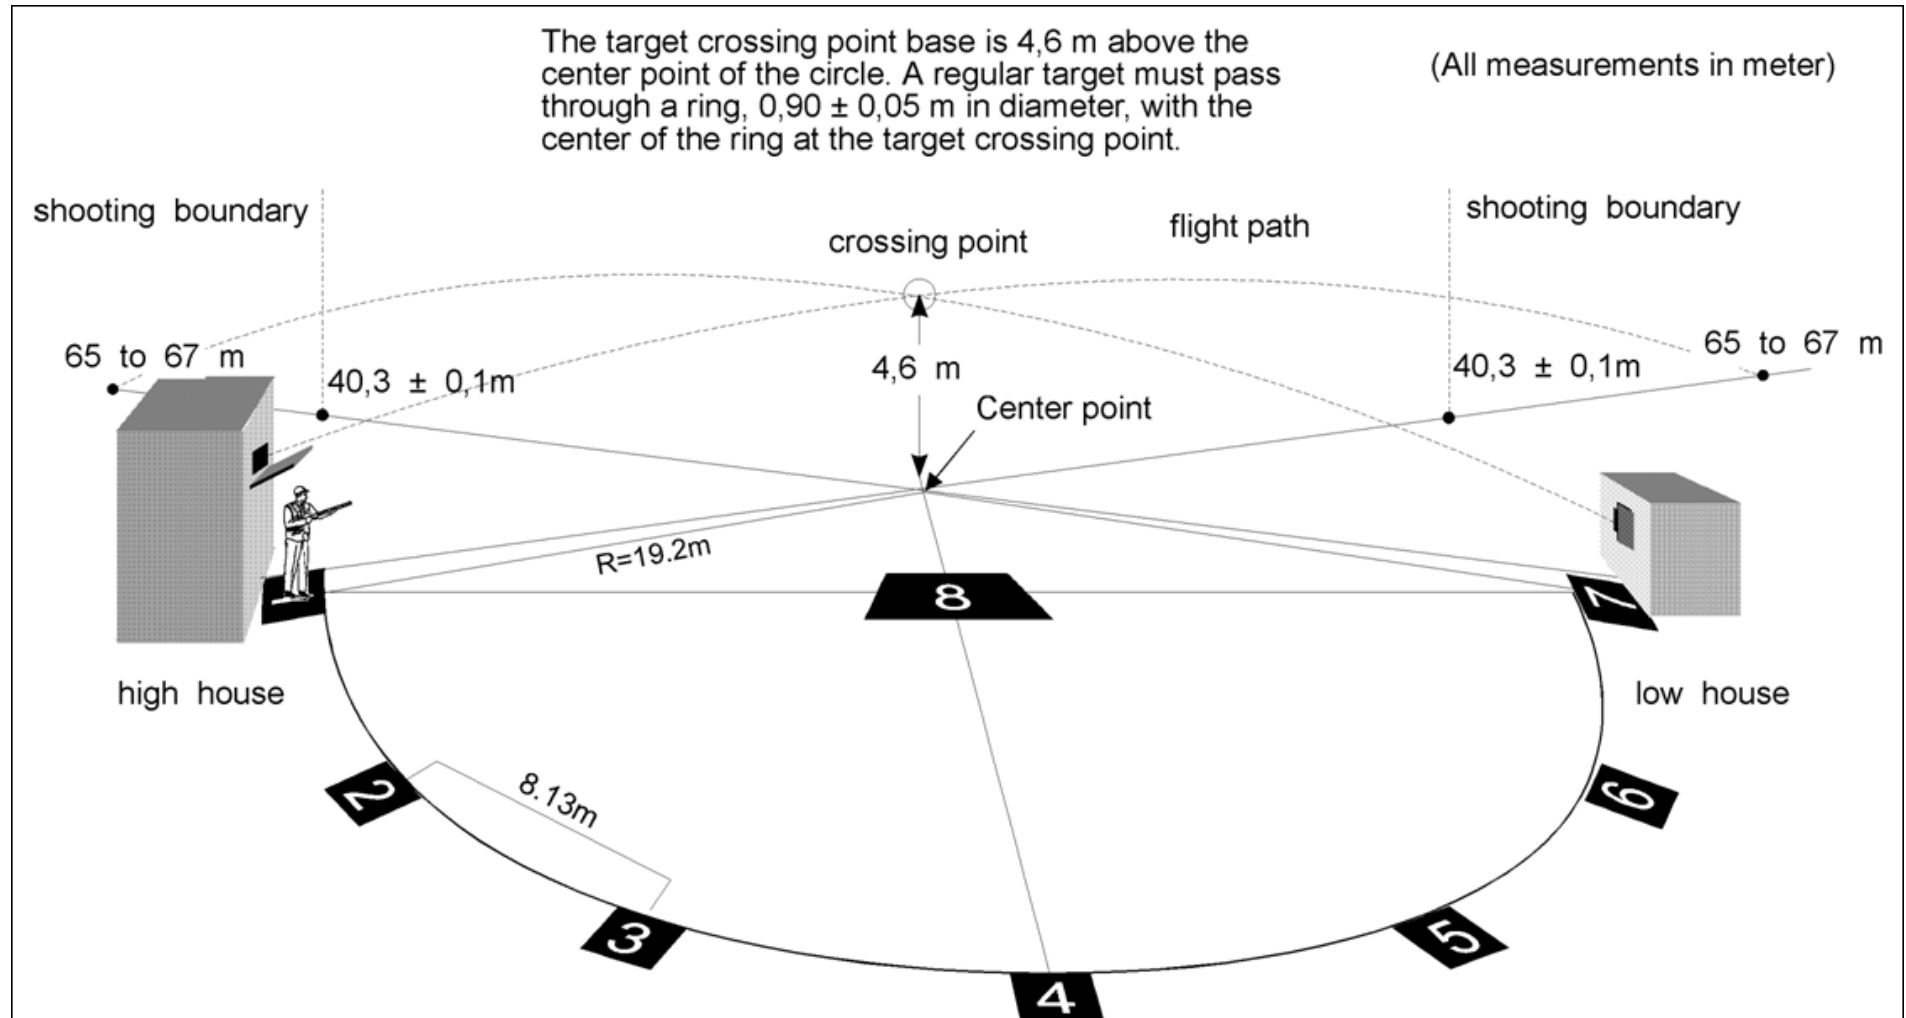 The target crossing point base is 4,6 m above the
center point of the circle. A regular target must pass
through a ring, 0,90 ± 0,05 m in diameter, with the
center of the ring at the target crossing point.
(All measurements in meter)
shooting boundary
shooting boundary
crossing point
flight path
65 to 67 m
40,3 ± 0,1m
4,6 m
40,3 ± 0,1m
65 to 67 m
Center point
R=19.2m
8
7
high house
low house
2
8.13m
6
3
5
4